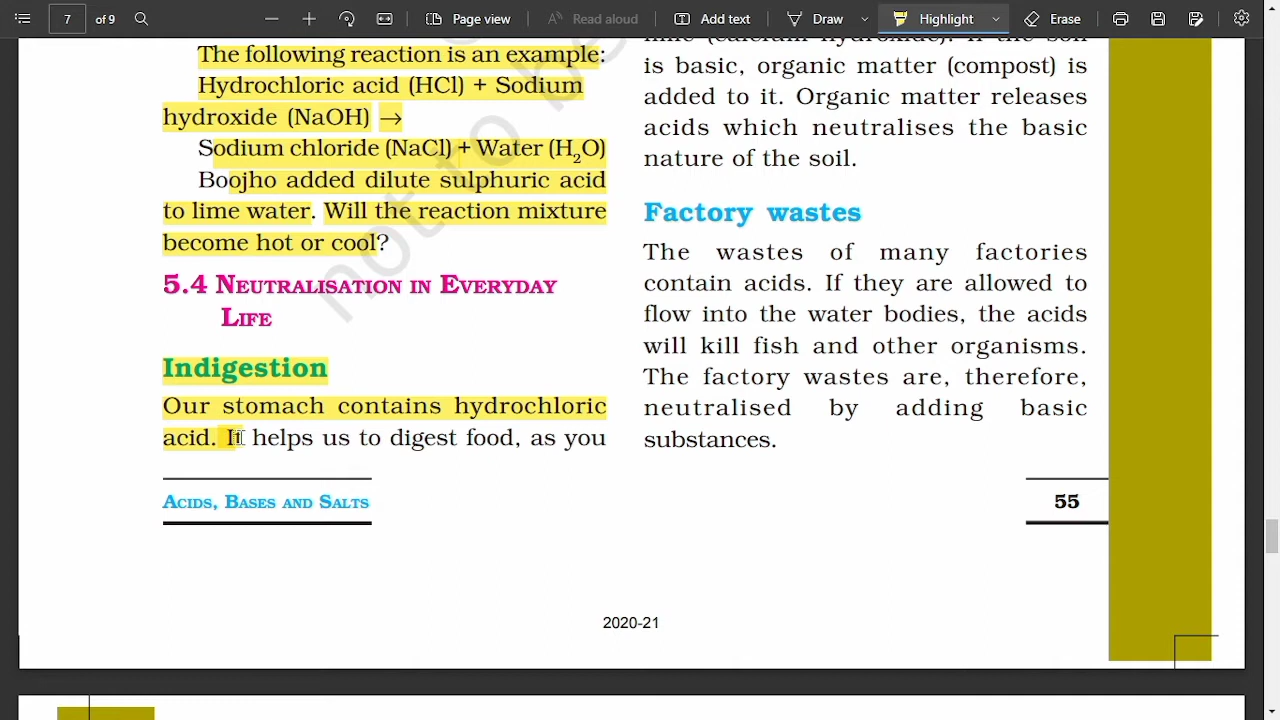 7 of 9 Page view Read aloud Add text Draw Highlight Erase
The following reaction is an example:
Hydrochloric acid (HCl) + Sodium
hydroxide (NaOH) →
Sodium chloride (NaCl) + Water (H₂O)
Boojho added dilute sulphuric acid
to lime water. Will the reaction mixture
become hot or cool?
5.4 NEUTRALISATION IN EVERYDAY
LIFE
Indigestion
Our stomach contains hydrochloric
acid. It helps us to digest food, as you
is basic, organic matter (compost) is
added to it. Organic matter releases
acids which neutralises the basic
nature of the soil.
Factory wastes
The wastes of many factories
contain acids. If they are allowed to
flow into the water bodies, the acids
will kill fish and other organisms.
The factory wastes are, therefore,
neutralised by adding basic
substances.
ACIDS, BASES AND SALTS
55
2020-21
not to be